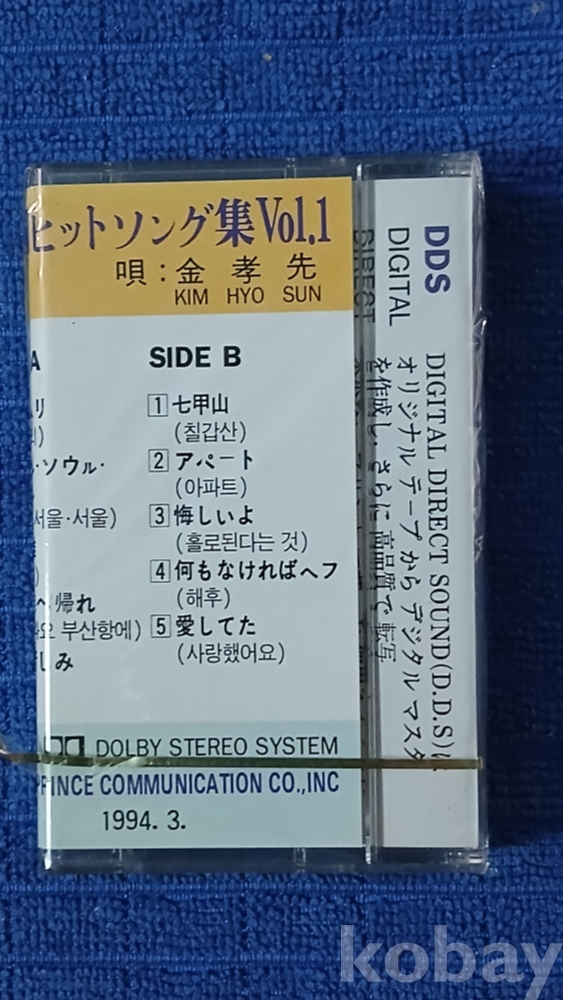 ヒットソング集Vol.1
唄:金孝先
KIM HYO SUN
A
リ
ソウル・
서울·서울)
帰れ
부산항에)
しみ
SIDE B
1 七甲山
(칠갑산)
2 アパート
(아파트)
3 悔しいよ
(홀로된다는 것)
4 何もなければヘフ
(해후)
5 愛してた
(사랑했어요)
DOLBY STEREO SYSTEM
COMMUNICATION CO.,INC
1994. 3.
DDS
DIGITAL
DIRECT
DIGITAL DIRECT SOUND(D.D.S)
オリジナルテープからデジタルマスタ
を作成し、さらに高品質で転写
kobay